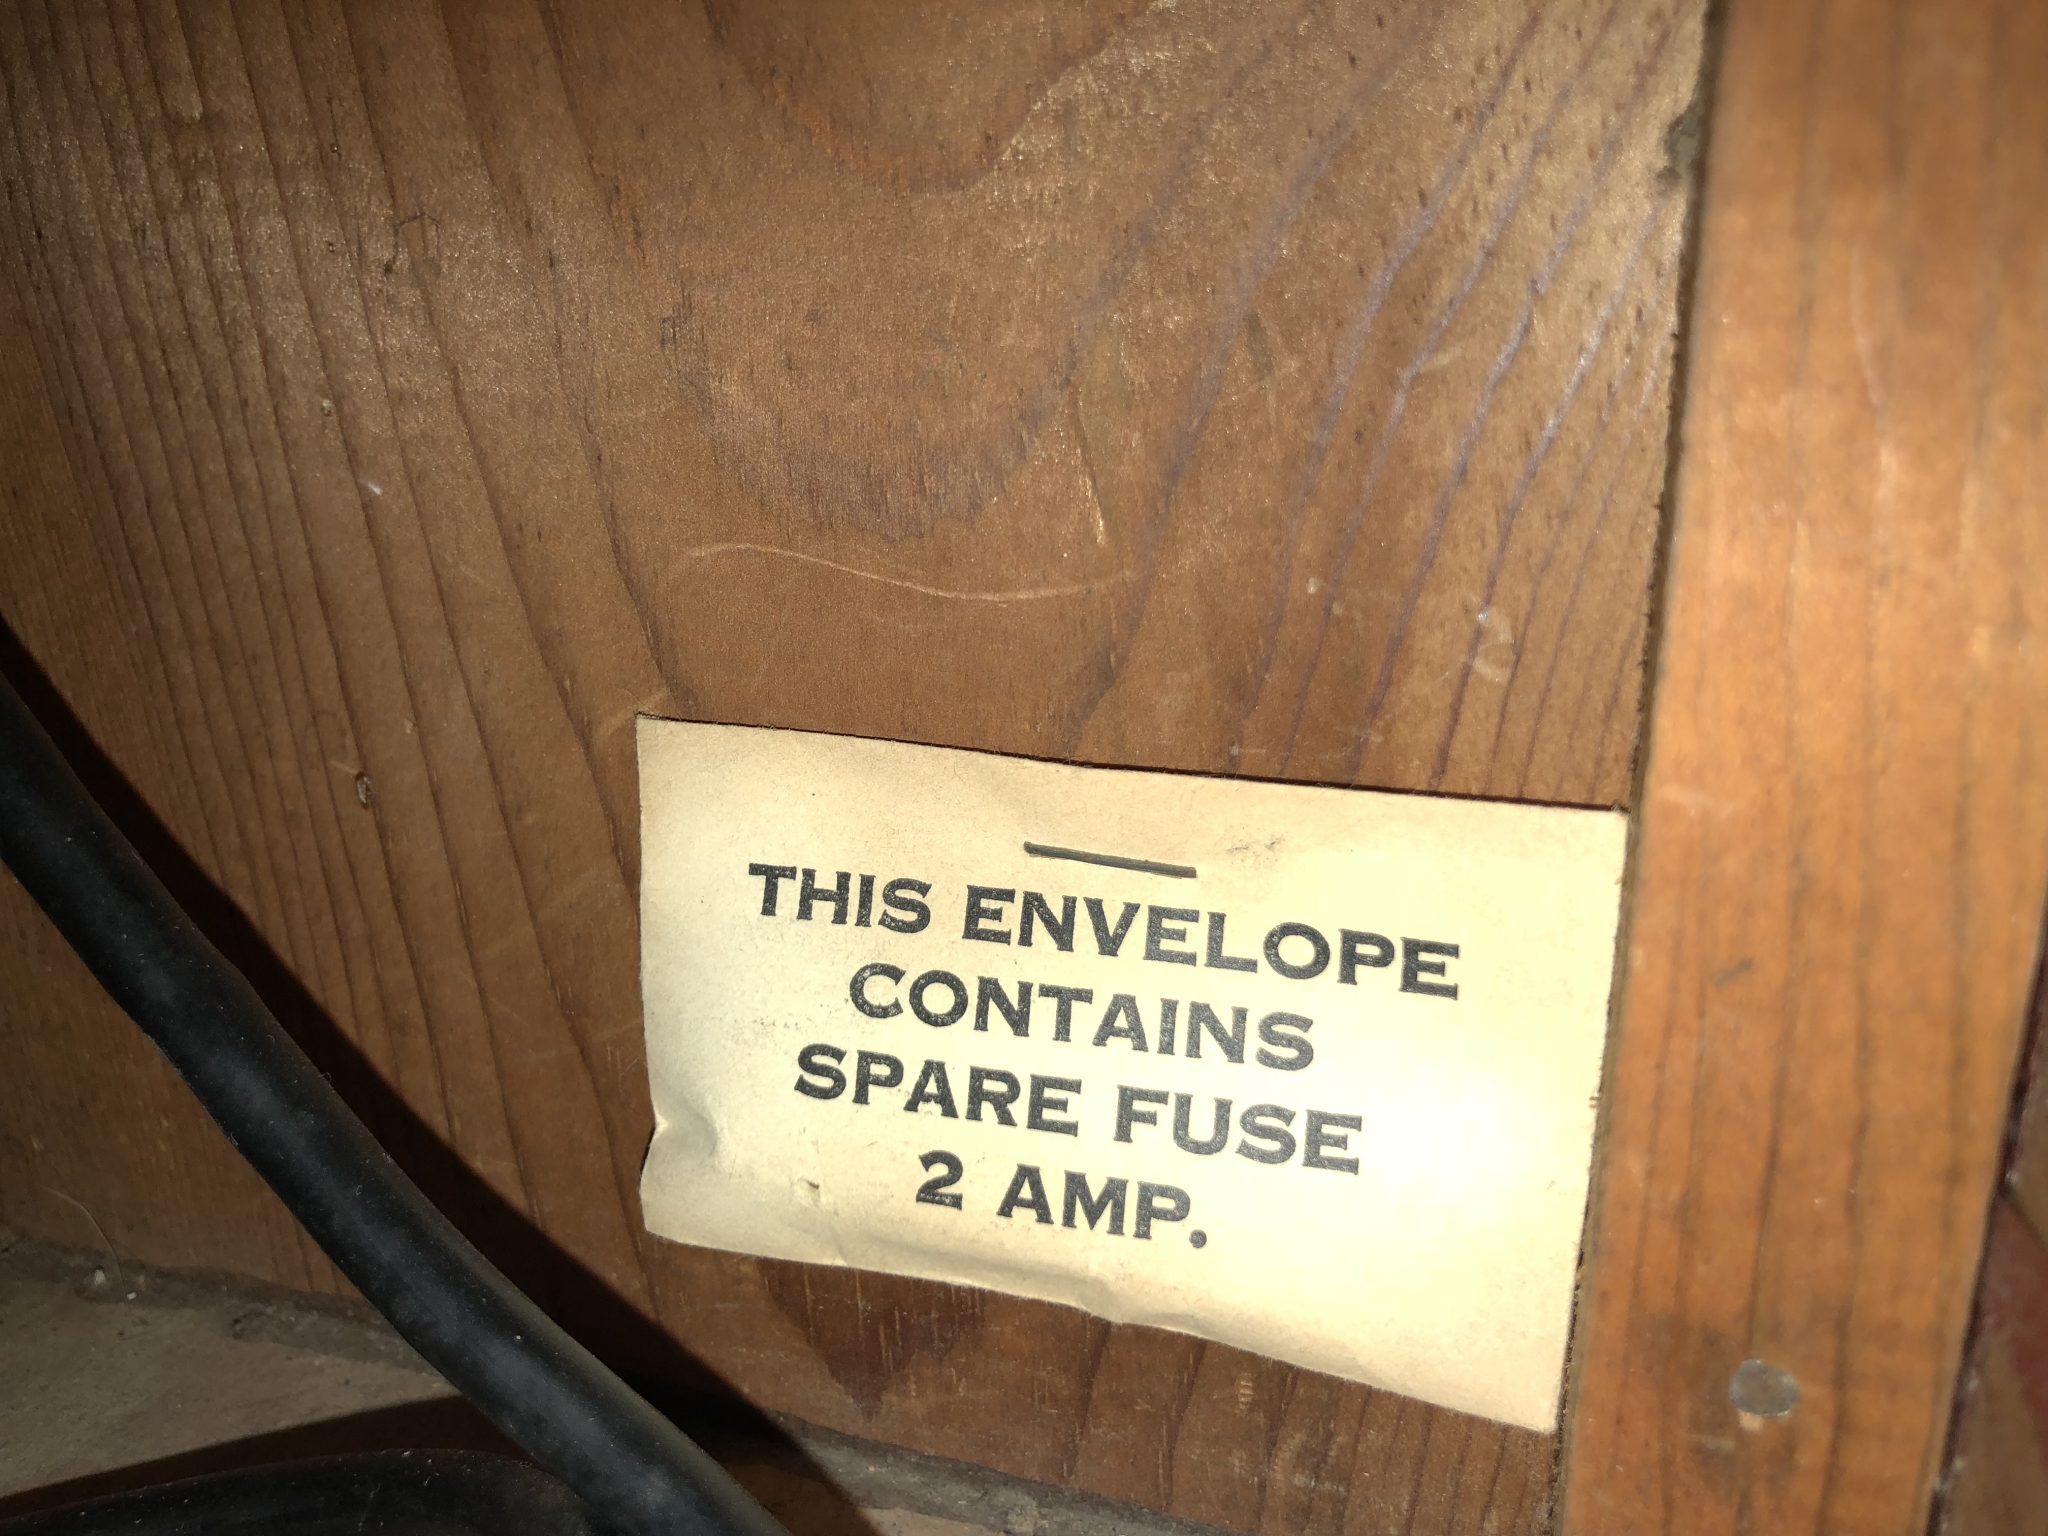 THIS ENVELOPE
CONTAINS
SPARE FUSE
2 AMP.